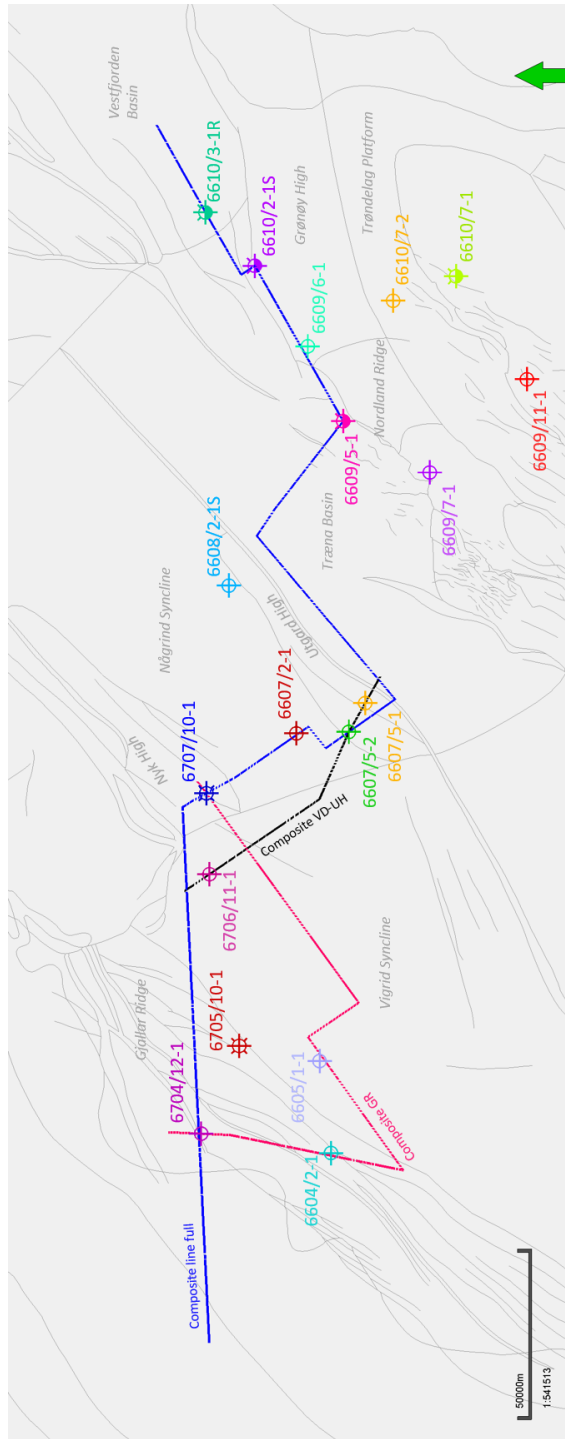 Vestfjorden
Basin
6610/3-1R
6610/2-1S
Grønøy High
Trøndelag Platform
6609/6-1
6610/7-2
6610/7-1
Nordland Ridge
6609/5-1
6609/11-1
6609/7-1
Træna Basin
6608/2-1S
Någrind Syncline
Utgard High
6607/2-1
6607/5-1
6607/5-2
Nyk High
6707/10-1
Composite VD-UH
6706/11-1
Vigrid Syncline
Gjallar Ridge
6705/10-1
6704/12-1
6605/1-1
Composite GR
6604/2-1
Composite line full
50000m
1:541513